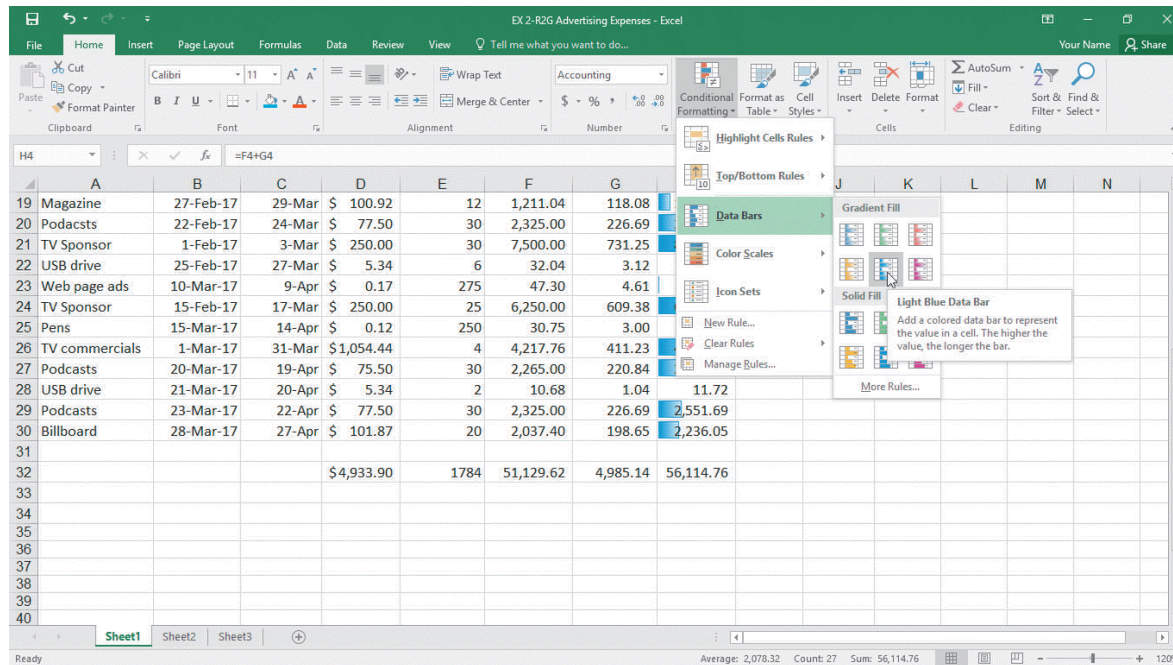 EX 2-R2G Advertising Expenses - Excel
File Home Insert Page Layout Formulas Data Review View Tell me what you want to do... Your Name Share
Paste
Cut
Copy
Format Painter
Clipboard
Calibri 11 A A
B I U A
Font
Wrap Text
Merge & Center
Alignment
Accounting
$ % , .00 .0
Number
Conditional Formatting
Format as Table
Cell Styles
Insert Delete Format
Cells
AutoSum
Fill
Clear
Sort & Filter
Find & Select
Editing
H4 fx =F4+G4
A B C D E F G J K L M N
19 Magazine 27-Feb-17 29-Mar $ 100.92 12 1,211.04 118.08
20 Podacsts 22-Feb-17 24-Mar $ 77.50 30 2,325.00 226.69
21 TV Sponsor 1-Feb-17 3-Mar $ 250.00 30 7,500.00 731.25
22 USB drive 25-Feb-17 27-Mar $ 5.34 6 32.04 3.12
23 Web page ads 10-Mar-17 9-Apr $ 0.17 275 47.30 4.61
24 TV Sponsor 15-Feb-17 17-Mar $ 250.00 25 6,250.00 609.38
25 Pens 15-Mar-17 14-Apr $ 0.12 250 30.75 3.00
26 TV commercials 1-Mar-17 31-Mar $1,054.44 4 4,217.76 411.23
27 Podcasts 20-Mar-17 19-Apr $ 75.50 30 2,265.00 220.84
28 USB drive 21-Mar-17 20-Apr $ 5.34 2 10.68 1.04 11.72
29 Podcasts 23-Mar-17 22-Apr $ 77.50 30 2,325.00 226.69 2,551.69
30 Billboard 28-Mar-17 27-Apr $ 101.87 20 2,037.40 198.65 2,236.05
31
32 $4,933.90 1784 51,129.62 4,985.14 56,114.76
33
34
35
36
37
38
39
40
Highlight Cells Rules
Top/Bottom Rules
Data Bars
Color Scales
Icon Sets
New Rule...
Clear Rules
Manage Rules...
Gradient Fill
Solid Fill
More Rules...
Light Blue Data Bar
Add a colored data bar to represent
the value in a cell. The higher the
value, the longer the bar.
Sheet1 Sheet2 Sheet3
Ready Average: 2,078.32 Count: 27 Sum: 56,114.76 - + 120%